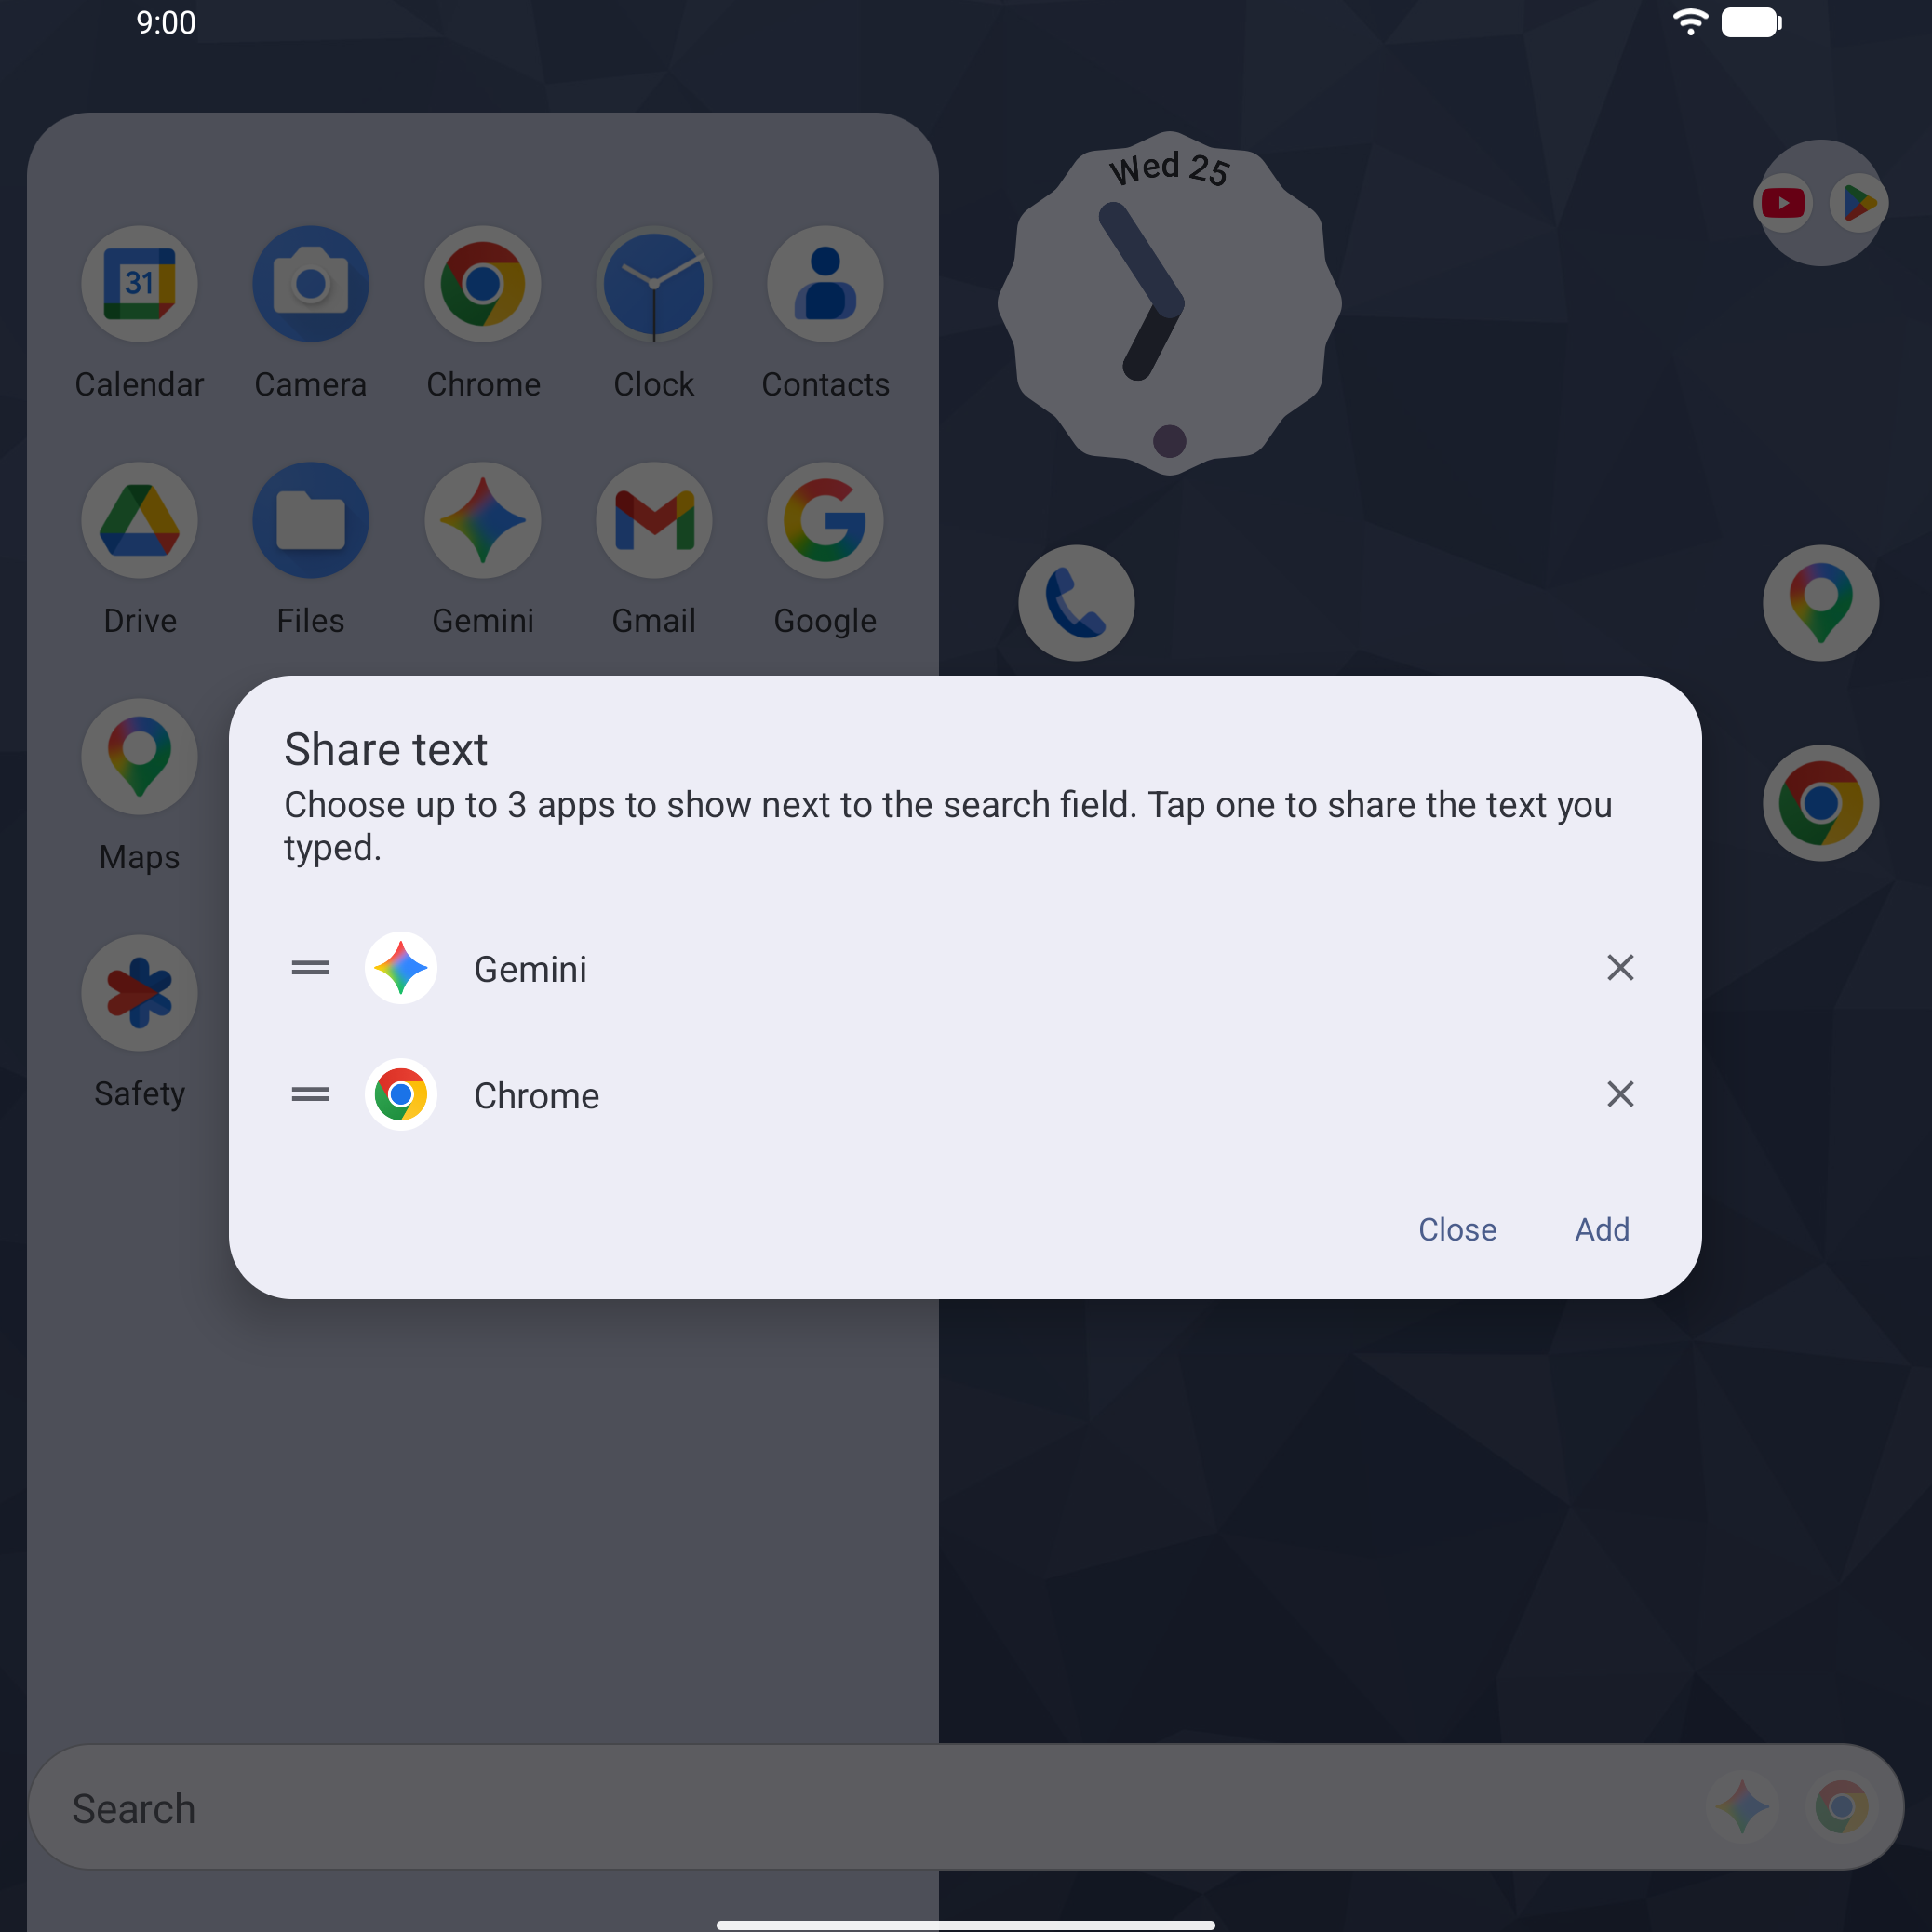 9:00
Wed 25
31
Calendar
Camera
Chrome
Clock
Contacts
Drive
Files
Gemini
Gmail
Google
Maps
Safety
Share text
Choose up to 3 apps to show next to the search field. Tap one to share the text you
typed.
Gemini
Chrome
Close
Add
Search